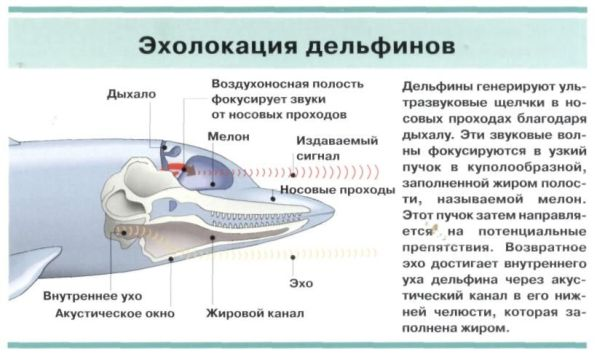 Эхолокация дельфинов
Дыхало
Воздухоносная полость
фокусирует звуки
от носовых проходов
Мелон
Издаваемый
сигнал
Носовые проходы
Эхо
Внутреннее ухо
Акустическое окно
Жировой канал
Дельфины генерируют уль-
тразвуковые щелчки в но-
совых проходах благодаря
дыхалу. Эти звуковые вол-
ны фокусируются в узкий
пучок в куполообразной,
заполненной жиром полос-
ти, называемой мелон.
Этот пучок затем направля-
ется на потенциальные
препятствия. Возвратное
эхо достигает внутреннего
уха дельфина через акус-
тический канал в его ниж-
ней челюсти, которая за-
полнена жиром.